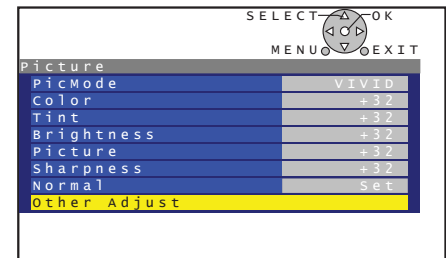 SELECT OK
MENU EXIT
Picture
PicMode VIVID
Color +32
Tint +32
Brightness +32
Picture +32
Sharpness +32
Normal Set
Other Adjust